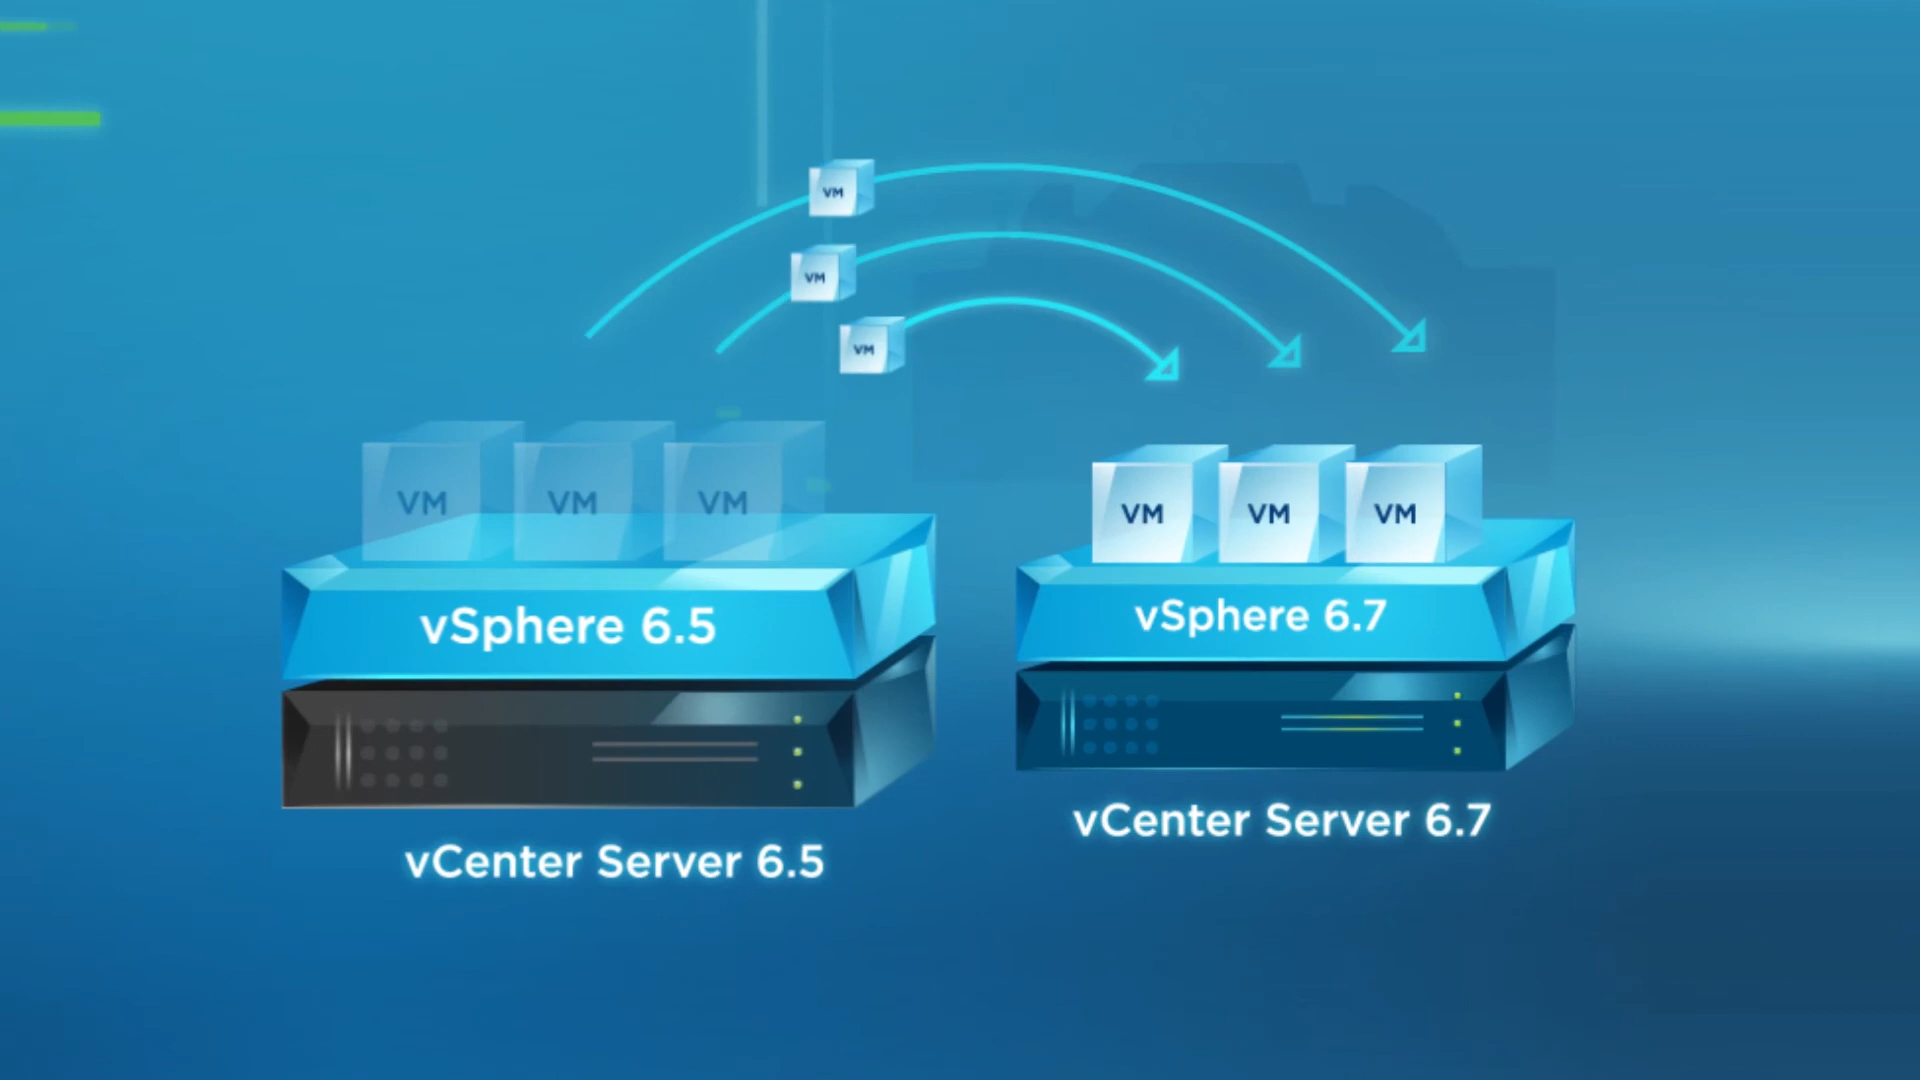 VM
VM
VM
VM VM VM
VM VM VM
vSphere 6.5
vSphere 6.7
vCenter Server 6.5
vCenter Server 6.7